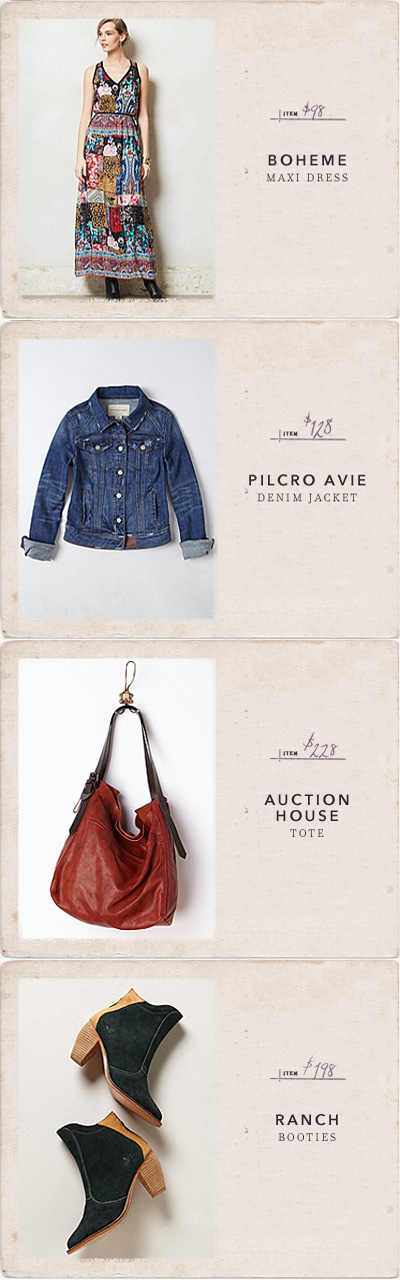 ITEM $98
BOHEME
MAXI DRESS
ITEM $128
PILCRO AVIE
DENIM JACKET
ITEM $228
AUCTION
HOUSE
TOTE
ITEM $198
RANCH
BOOTIES